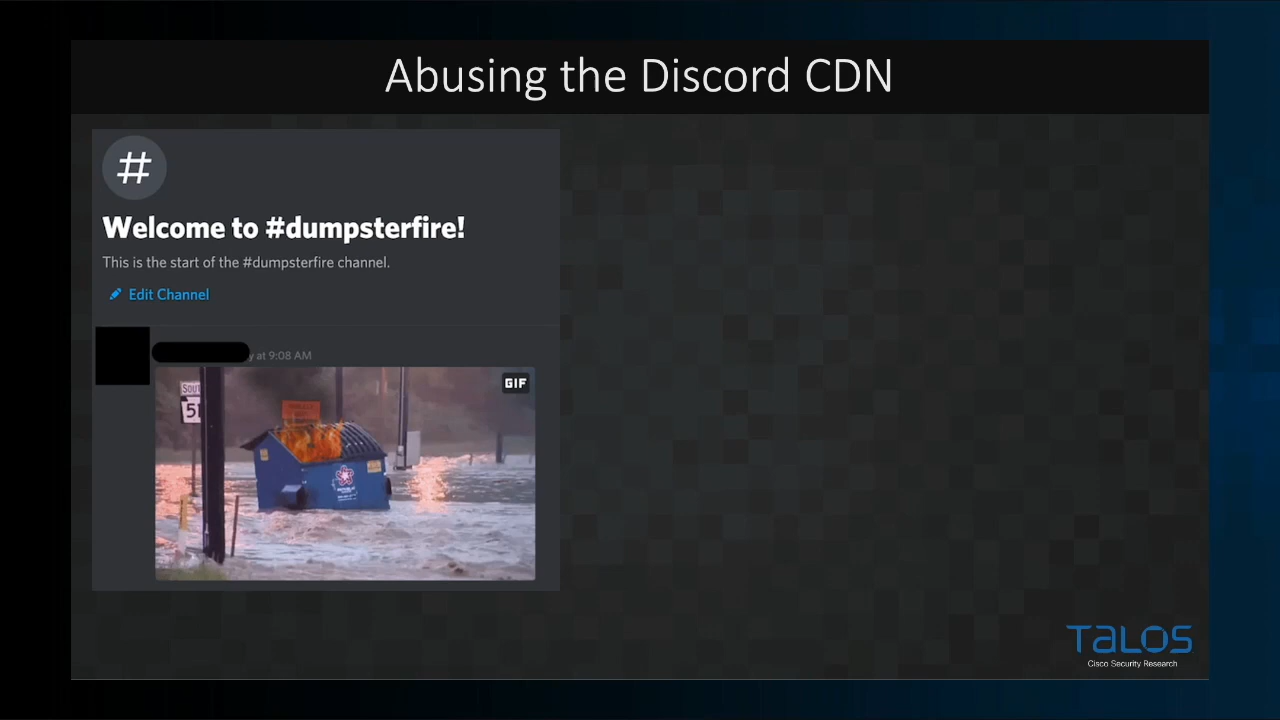 Abusing the Discord CDN
#
Welcome to #dumpsterfire!
This is the start of the #dumpsterfire channel.
Edit Channel
y at 9:08 AM
GIF
SOUT
51
TALOS
Cisco Security Research